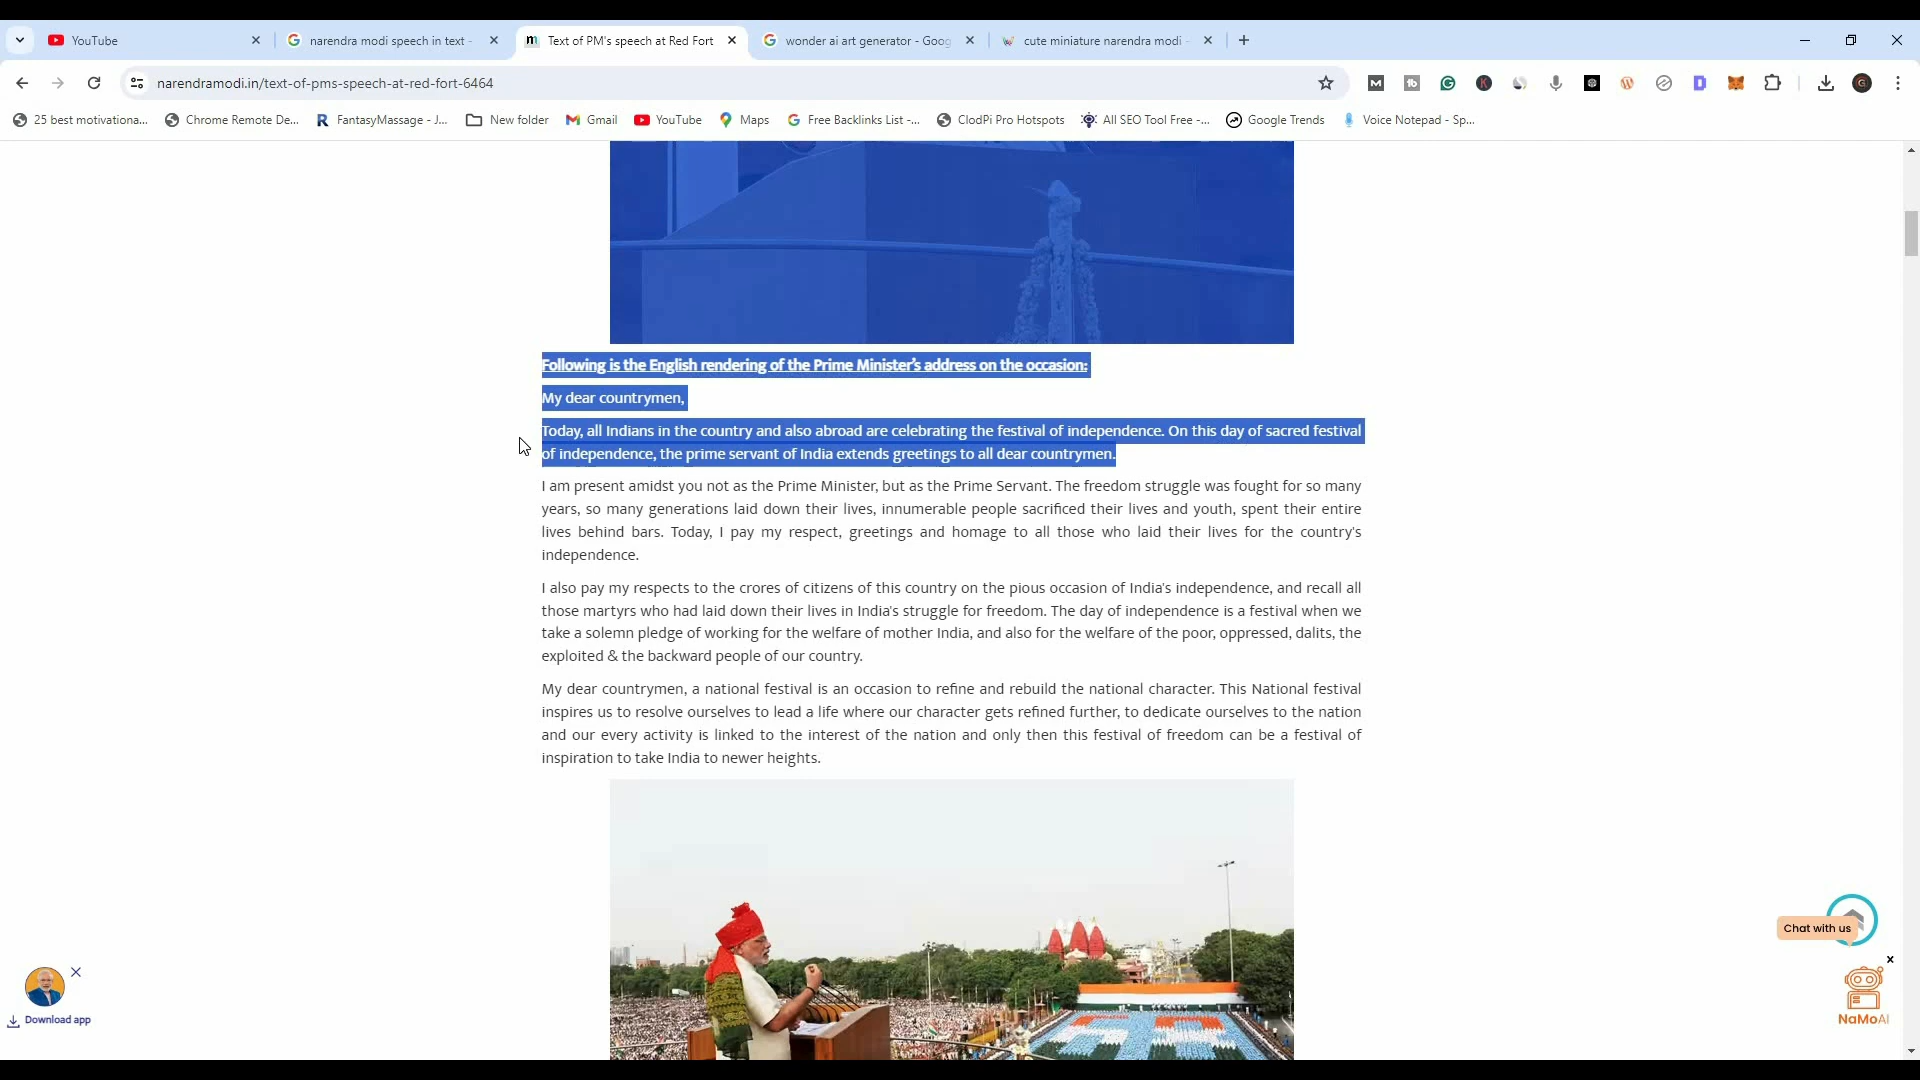 YouTube
narendra modi speech in text -
Text of PM's speech at Red Fort
wonder ai art generator - Goog
cute miniature narendra modi -
narendramodi.in/text-of-pms-speech-at-red-fort-6464
25 best motivationa...
Chrome Remote De...
FantasyMassage - J...
New folder
Gmail
YouTube
Maps
Free Backlinks List -...
ClodPi Pro Hotspots
All SEO Tool Free -...
Google Trends
Voice Notepad - Sp...
Following is the English rendering of the Prime Minister's address on the occasion:
My dear countrymen,
Today, all Indians in the country and also abroad are celebrating the festival of independence. On this day of sacred festival
of independence, the prime servant of India extends greetings to all dear countrymen.
I am present amidst you not as the Prime Minister, but as the Prime Servant. The freedom struggle was fought for so many
years, so many generations laid down their lives, innumerable people sacrificed their lives and youth, spent their entire
lives behind bars. Today, I pay my respect, greetings and homage to all those who laid their lives for the country's
independence.
I also pay my respects to the crores of citizens of this country on the pious occasion of India's independence, and recall all
those martyrs who had laid down their lives in India's struggle for freedom. The day of independence is a festival when we
take a solemn pledge of working for the welfare of mother India, and also for the welfare of the poor, oppressed, dalits, the
exploited & the backward people of our country.
My dear countrymen, a national festival is an occasion to refine and rebuild the national character. This National festival
inspires us to resolve ourselves to lead a life where our character gets refined further, to dedicate ourselves to the nation
and our every activity is linked to the interest of the nation and only then this festival of freedom can be a festival of
inspiration to take India to newer heights.
Chat with us
NaMoAI
Download app